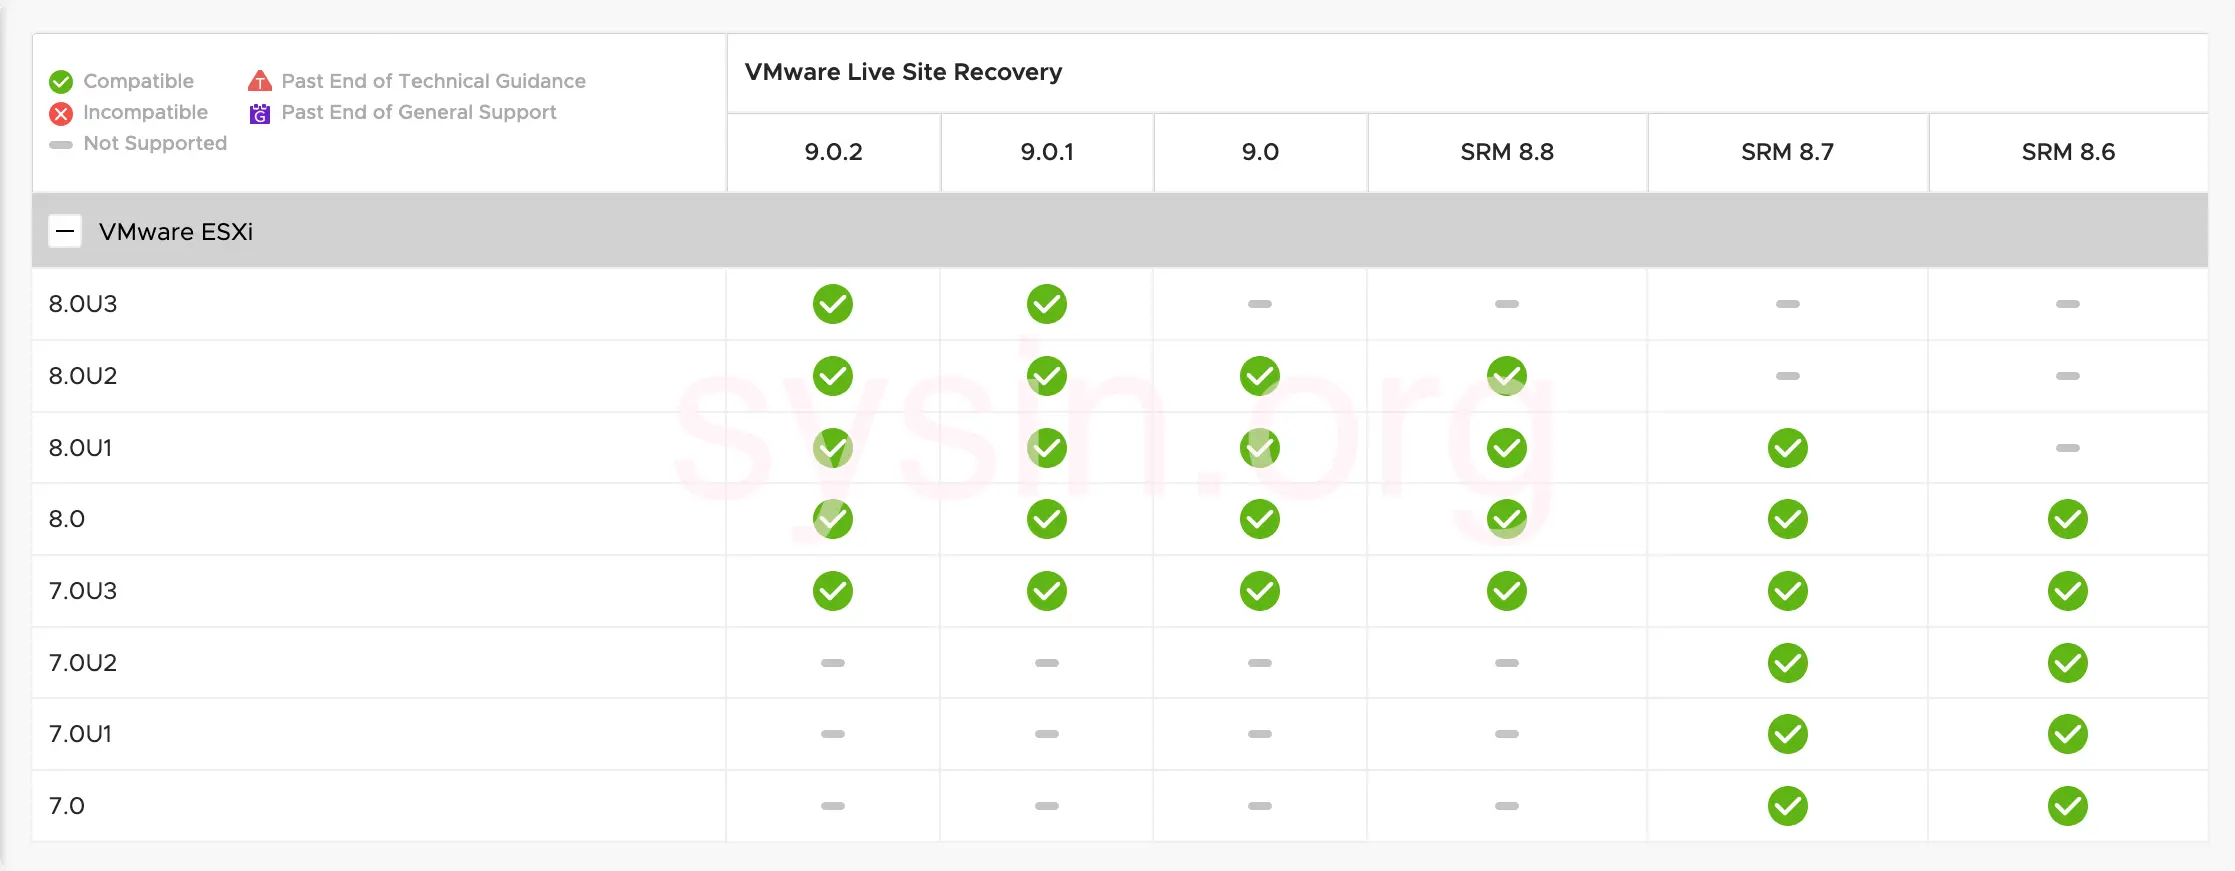 Compatible
Incompatible
Not Supported
T Past End of Technical Guidance
G Past End of General Support
VMware Live Site Recovery
9.0.2 9.0.1 9.0 SRM 8.8 SRM 8.7 SRM 8.6
VMware ESXi
8.0U3
8.0U2
8.0U1
8.0
7.0U3
7.0U2
7.0U1
7.0
sysin.org